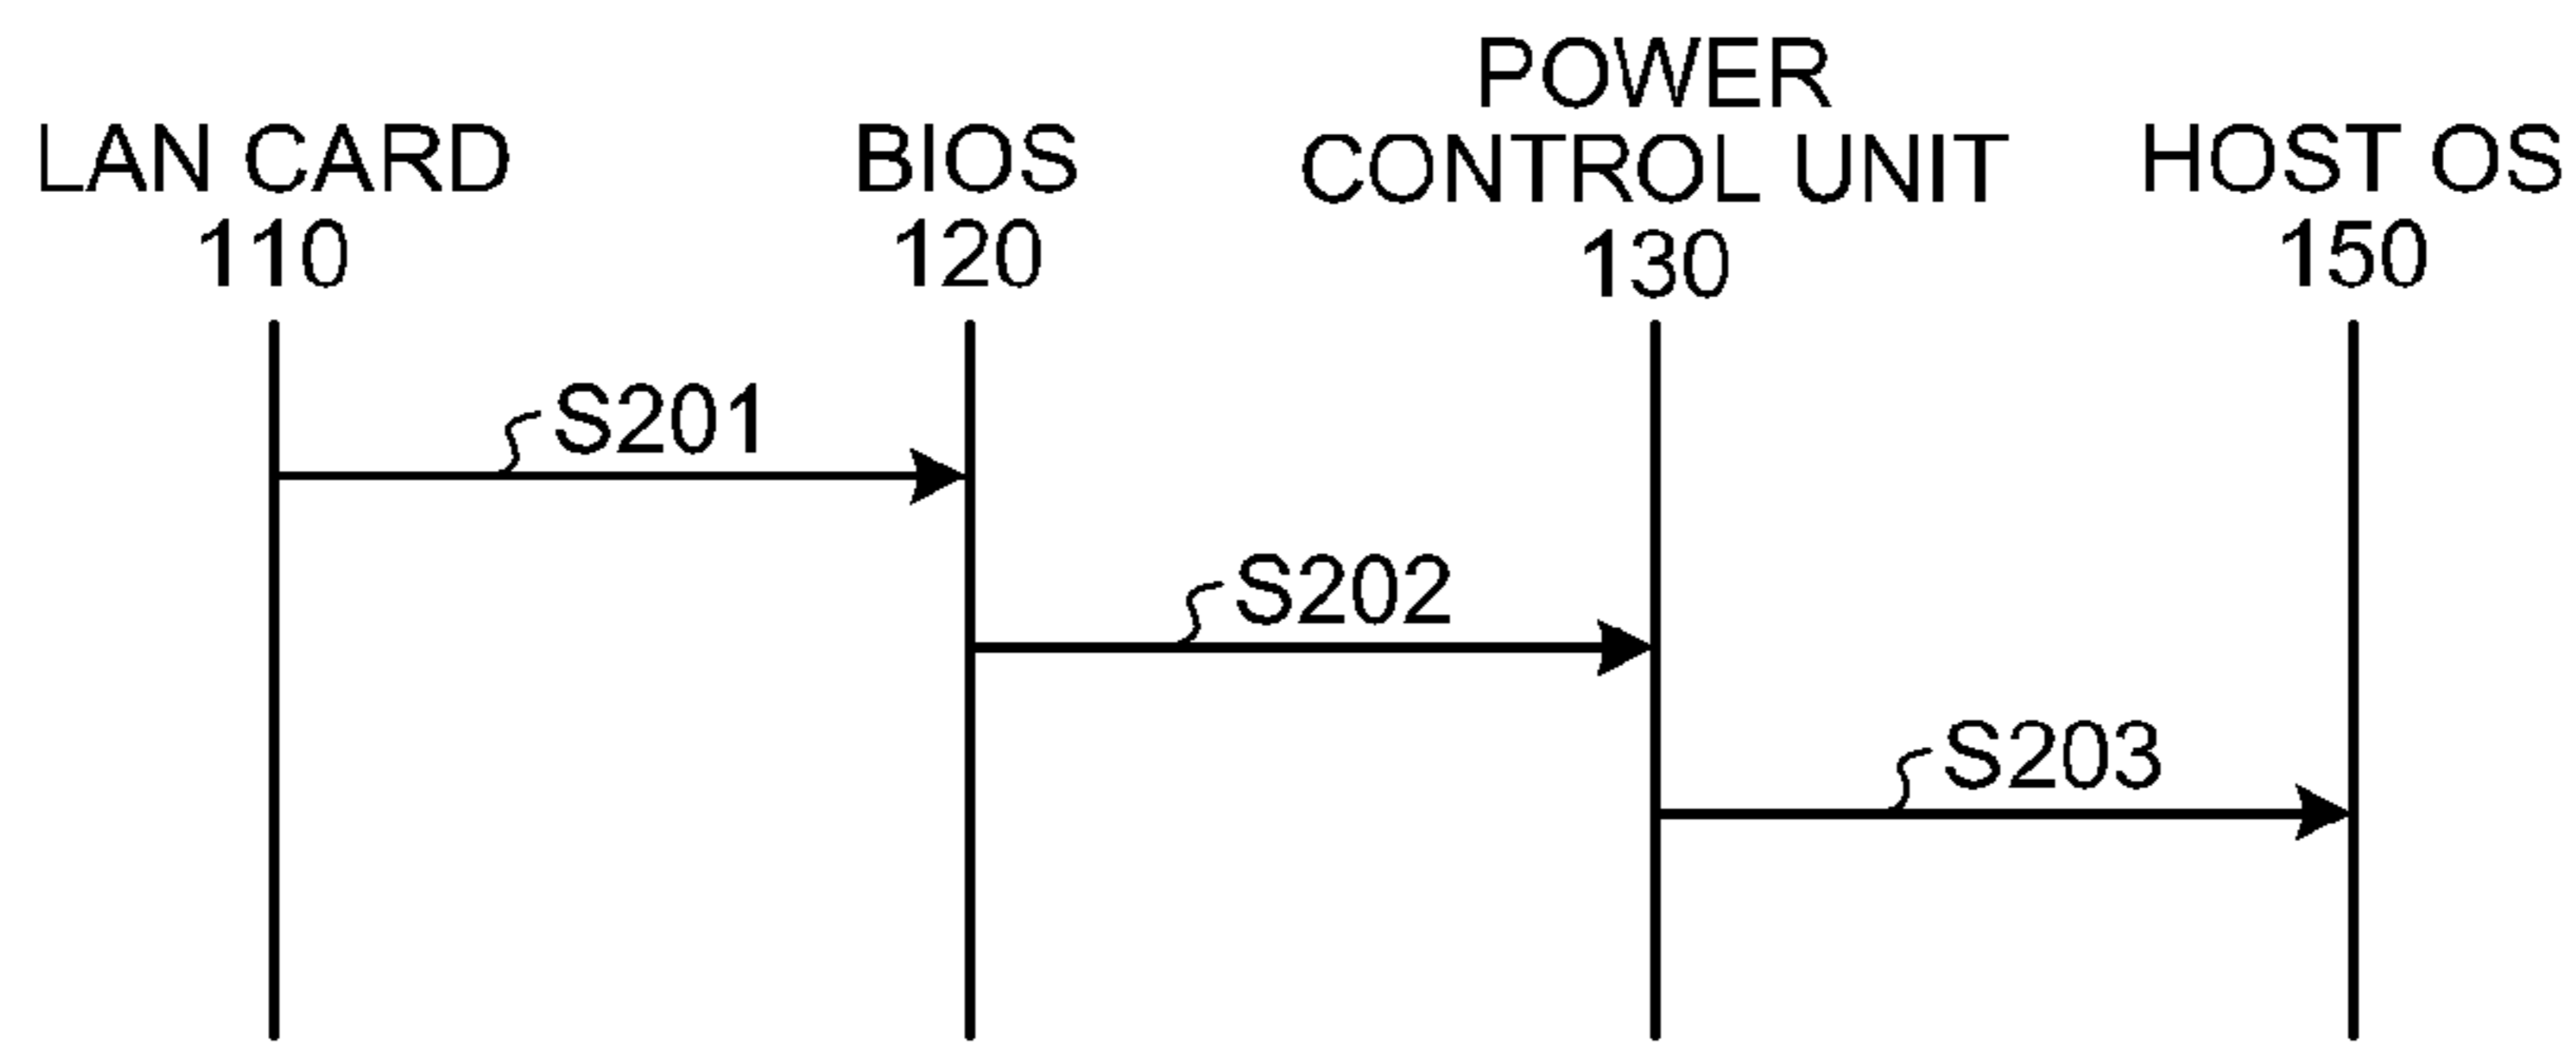 LAN CARD
110
BIOS
120
POWER
CONTROL UNIT
130
HOST OS
150
S201
S202
S203